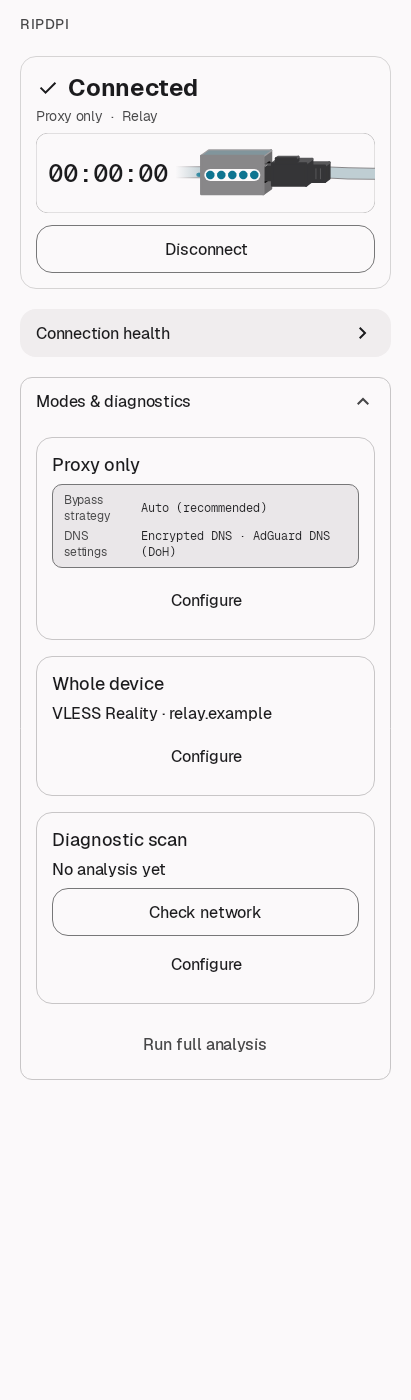 RIPDPI
Connected
Proxy only · Relay
00:00:00
Disconnect
Connection health
Modes & diagnostics
Proxy only
Bypass strategy
Auto (recommended)
DNS settings
Encrypted DNS · AdGuard DNS (DoH)
Configure
Whole device
VLESS Reality · relay.example
Configure
Diagnostic scan
No analysis yet
Check network
Configure
Run full analysis